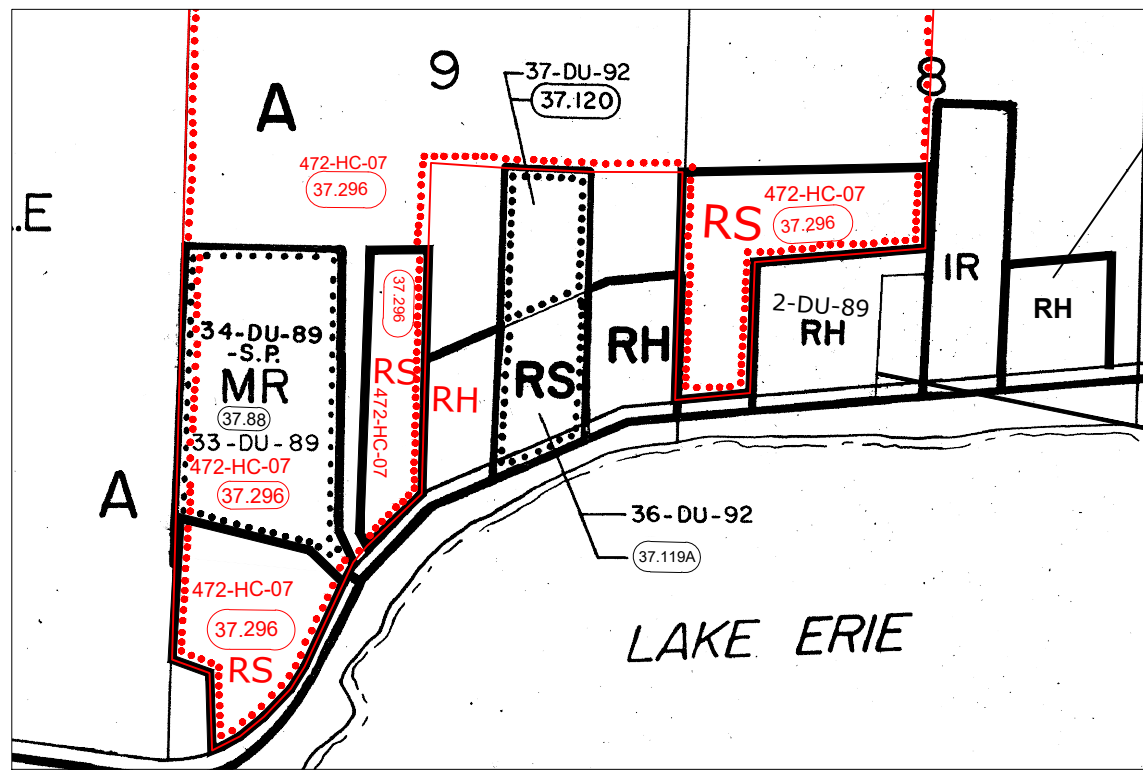 9
8
37-DU-92
37.120
A
472-HC-07
37.296
.E
RS
472-HC-07
37.296
37.296
IR
34-DU-89
-S.P.
MR
37.88
33-DU-89
472-HC-07
37.296
RS
472-HC-07
RH
RS
RH
2-DU-89
RH
RH
A
36-DU-92
37.119A
472-HC-07
37.296
RS
LAKE ERIE